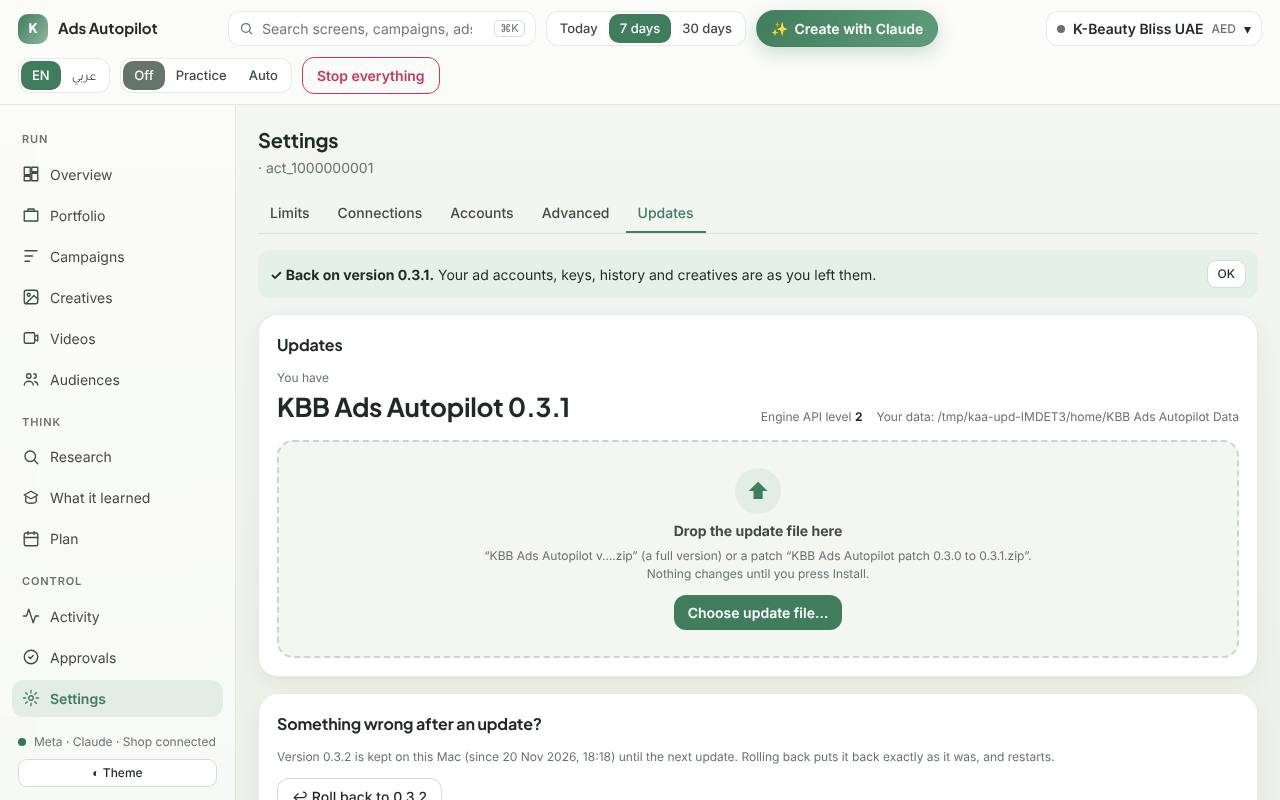 K Ads Autopilot
Search screens, campaigns, ads ⌘K
Today 7 days 30 days
✨ Create with Claude
K-Beauty Bliss UAE AED ▾
EN عربي
Off Practice Auto
Stop everything
RUN
Overview
Portfolio
Campaigns
Creatives
Videos
Audiences
THINK
Research
What it learned
Plan
CONTROL
Activity
Approvals
Settings
Meta · Claude · Shop connected
Theme
Settings
· act_1000000001
Limits Connections Accounts Advanced Updates
✓ Back on version 0.3.1. Your ad accounts, keys, history and creatives are as you left them. OK
Updates
You have
KBB Ads Autopilot 0.3.1
Engine API level 2 Your data: /tmp/kaa-upd-IMDET3/home/KBB Ads Autopilot Data
Drop the update file here
“KBB Ads Autopilot v….zip” (a full version) or a patch “KBB Ads Autopilot patch 0.3.0 to 0.3.1.zip”.
Nothing changes until you press Install.
Choose update file…
Something wrong after an update?
Version 0.3.2 is kept on this Mac (since 20 Nov 2026, 18:18) until the next update. Rolling back puts it back exactly as it was, and restarts.
↩ Roll back to 0.3.2